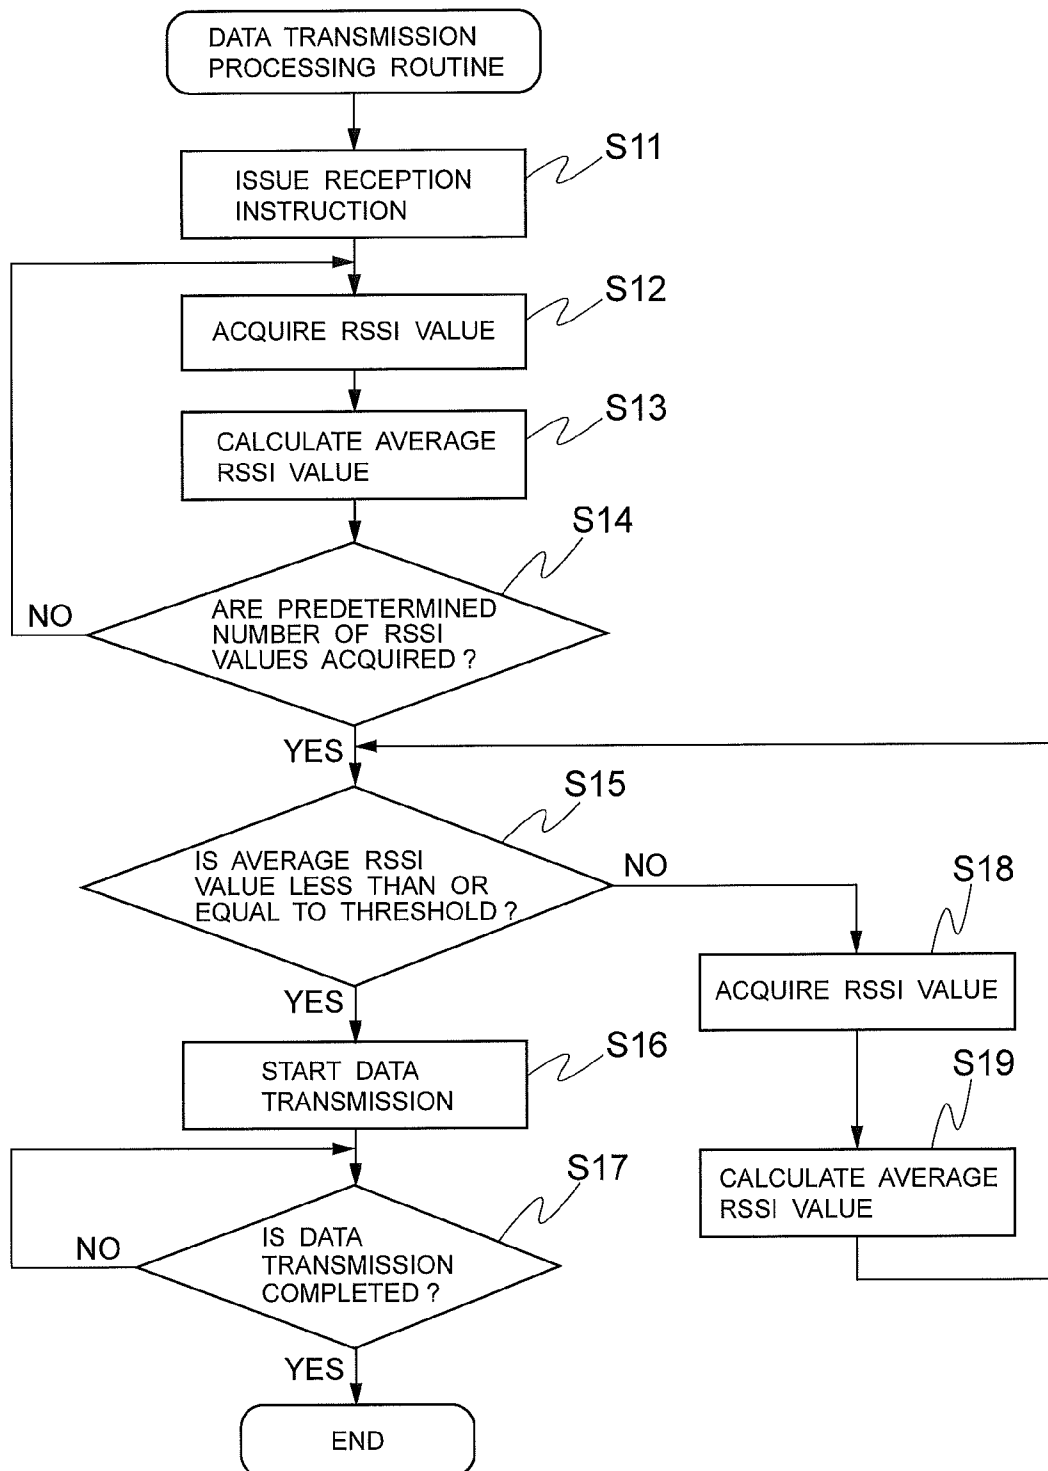 DATA TRANSMISSION
PROCESSING ROUTINE
S11
ISSUE RECEPTION
INSTRUCTION
S12
ACQUIRE RSSI VALUE
S13
CALCULATE AVERAGE
RSSI VALUE
S14
ARE PREDETERMINED
NUMBER OF RSSI
VALUES ACQUIRED ?
NO
YES
S15
IS AVERAGE RSSI
VALUE LESS THAN OR
EQUAL TO THRESHOLD ?
NO
S18
ACQUIRE RSSI VALUE
YES
S16
START DATA
TRANSMISSION
S19
CALCULATE AVERAGE
RSSI VALUE
S17
IS DATA
TRANSMISSION
COMPLETED ?
NO
YES
END